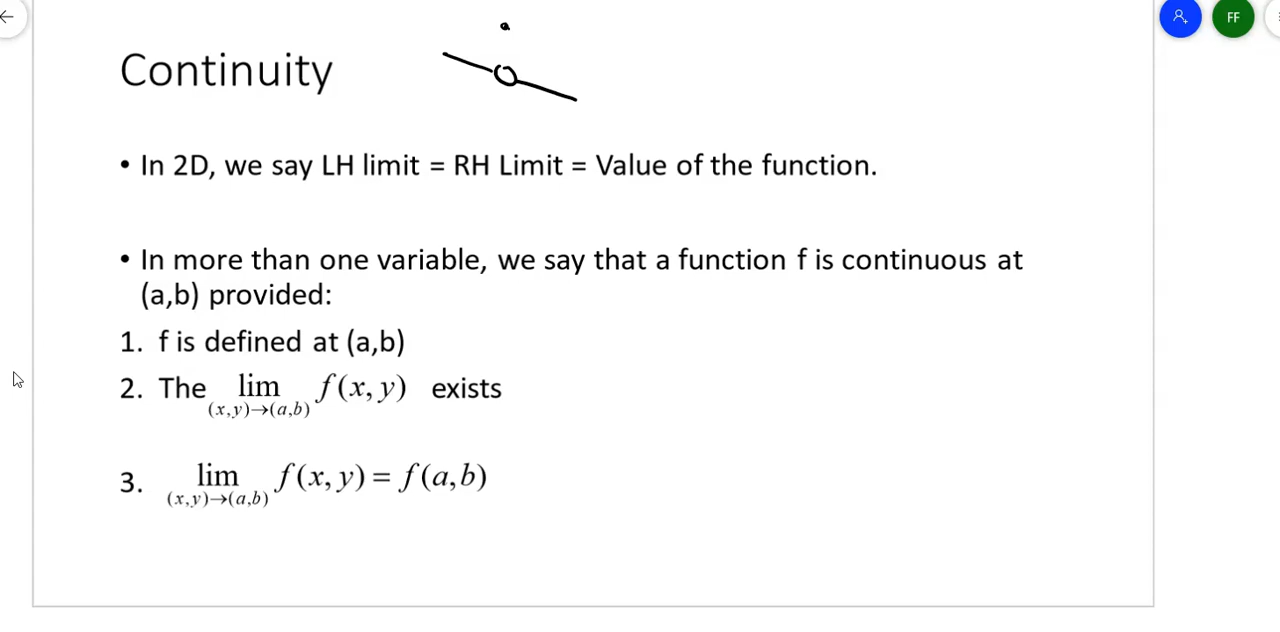 FF
Continuity
• In 2D, we say LH limit = RH Limit = Value of the function.
• In more than one variable, we say that a function f is continuous at
(a,b) provided:
1. f is defined at (a,b)
2. The lim f(x, y) exists
(x,y)→(a,b)
3. lim f(x, y) = f(a,b)
(x,y)→(a,b)